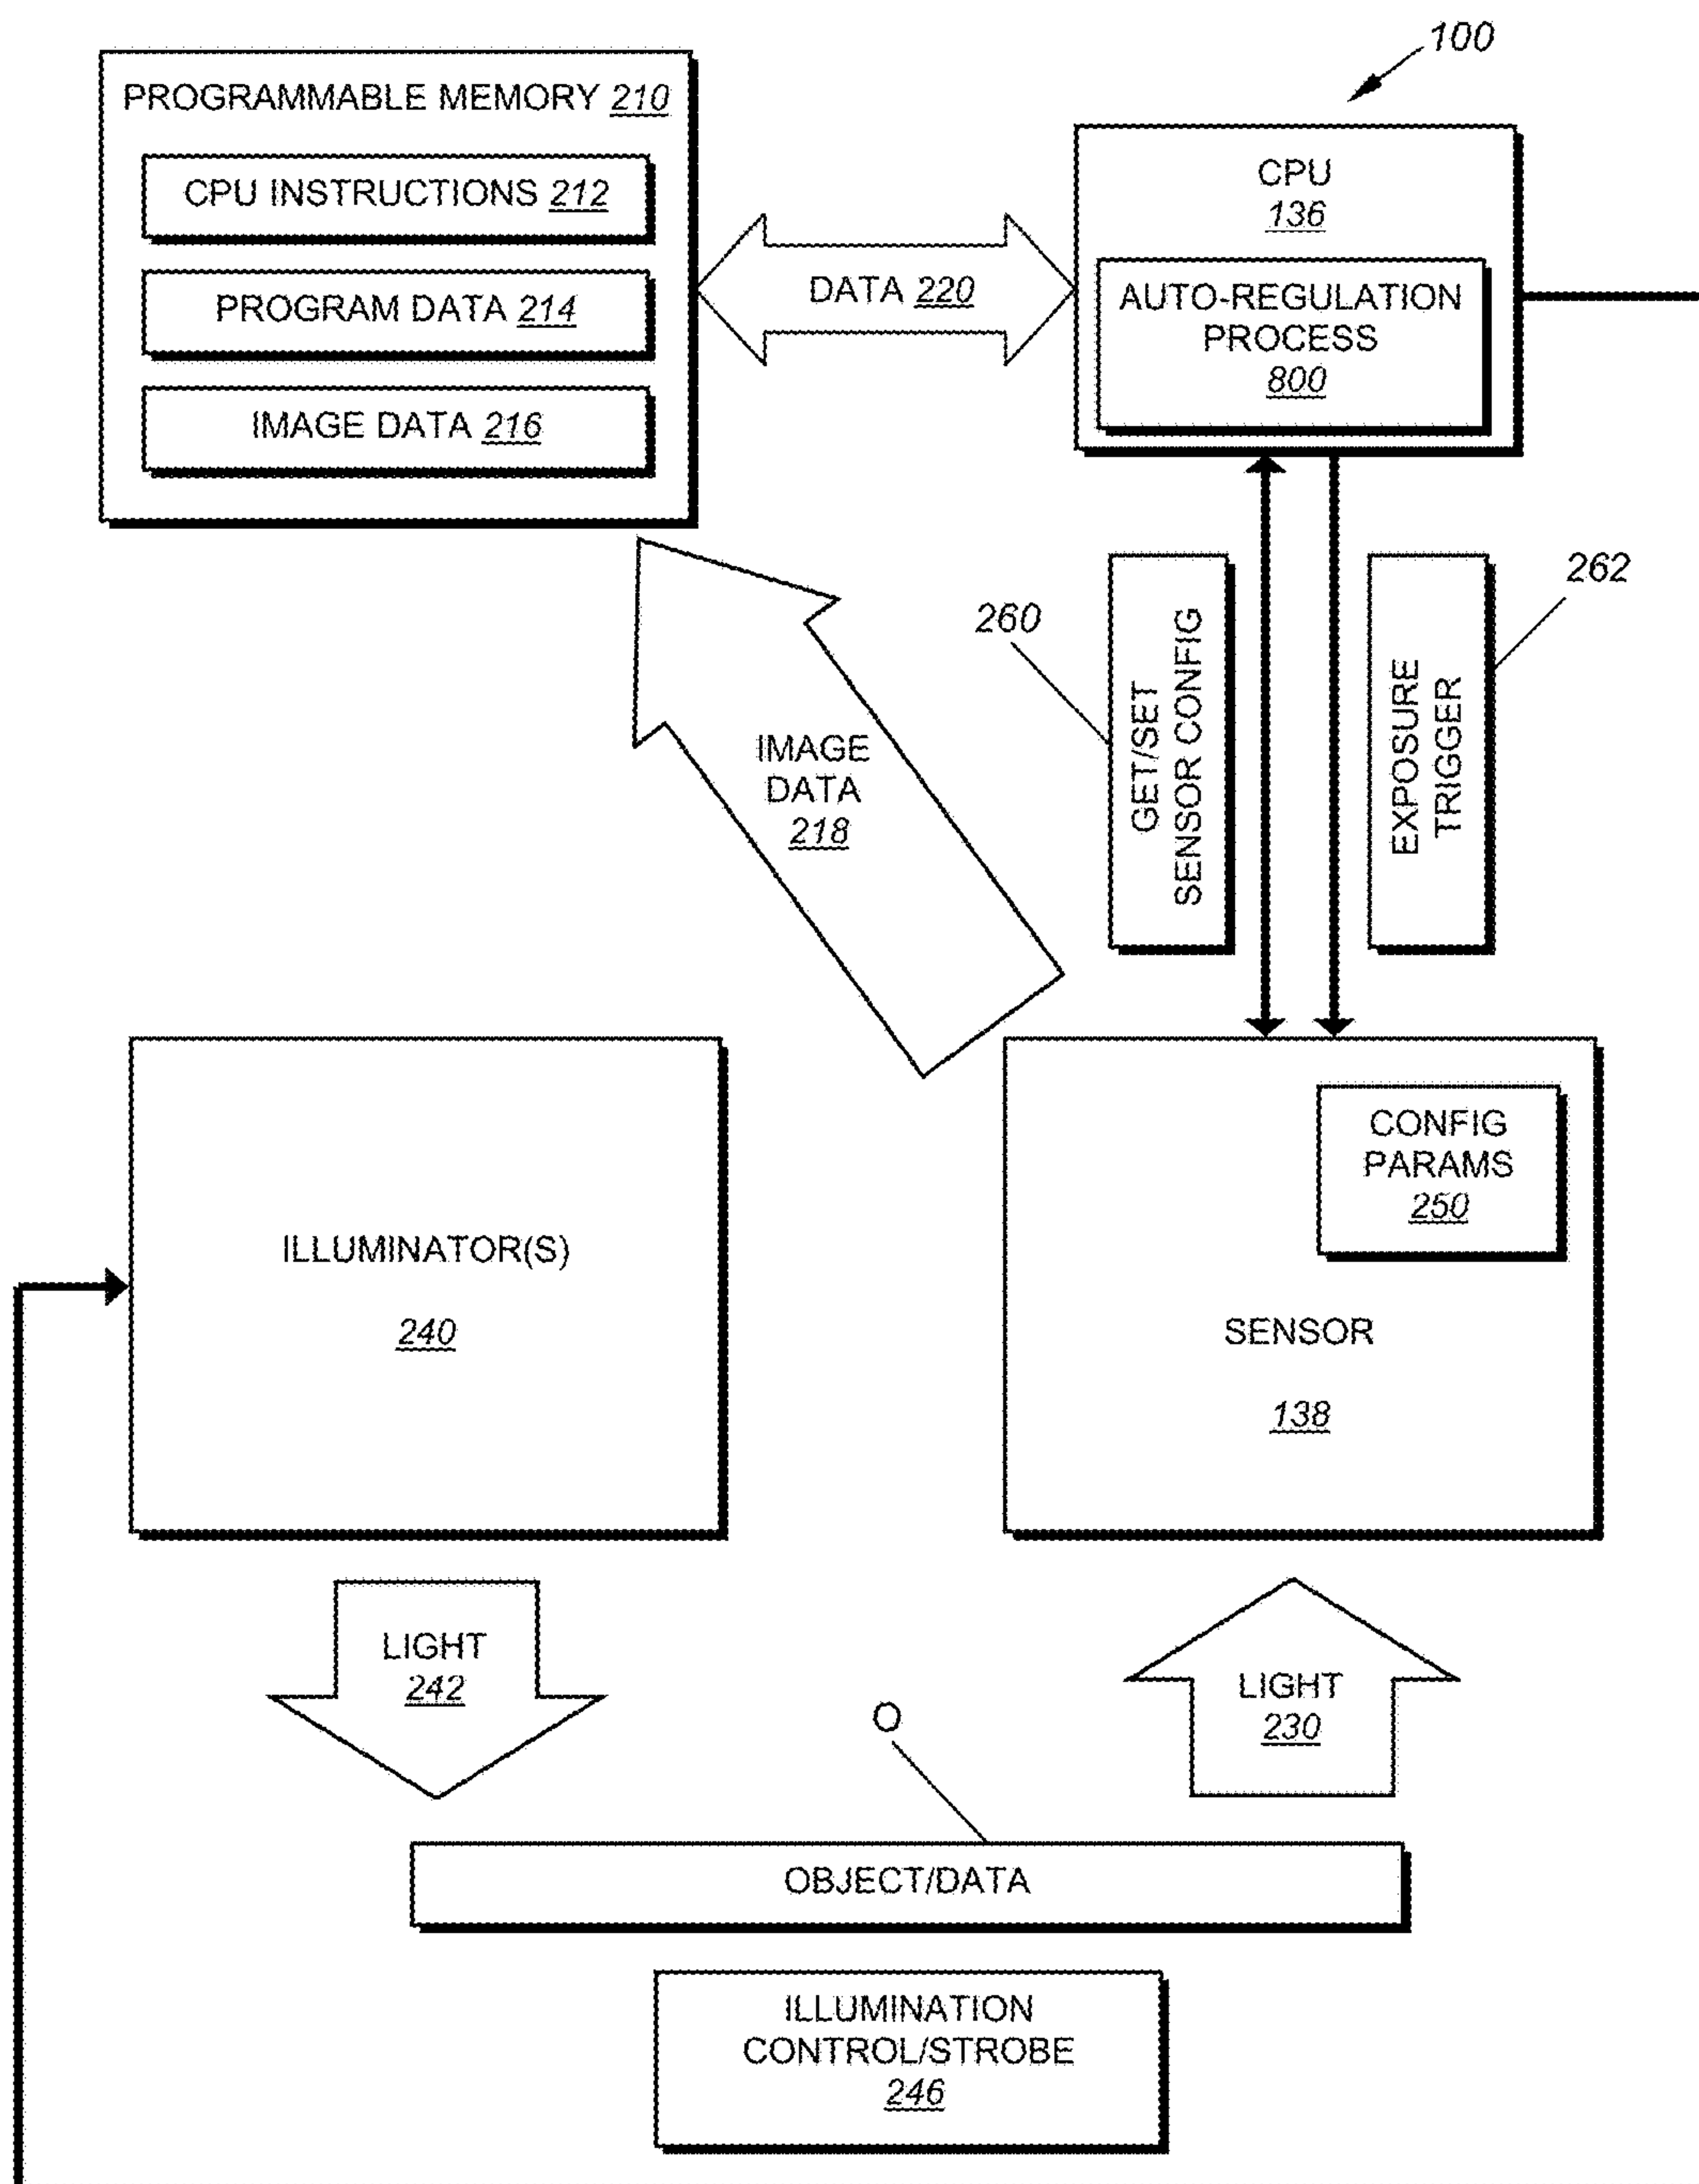 100
PROGRAMMABLE MEMORY 210
CPU INSTRUCTIONS 212
PROGRAM DATA 214
IMAGE DATA 216
DATA 220
CPU
136
AUTO-REGULATION
PROCESS
800
IMAGE
DATA
218
260
GET/SET
SENSOR CONFIG
EXPOSURE
TRIGGER
262
ILLUMINATOR(S)
240
CONFIG
PARAMS
250
SENSOR
138
LIGHT
242
LIGHT
230
O
OBJECT/DATA
ILLUMINATION
CONTROL/STROBE
246